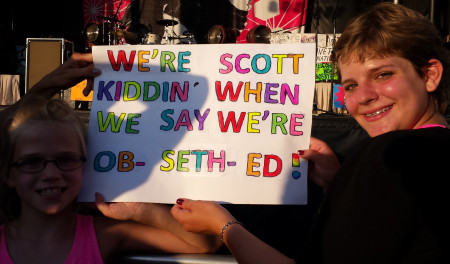 WE'RE SCOTT
KIDDIN' WHEN
WE SAY WE'RE
OB- SETH- ED!